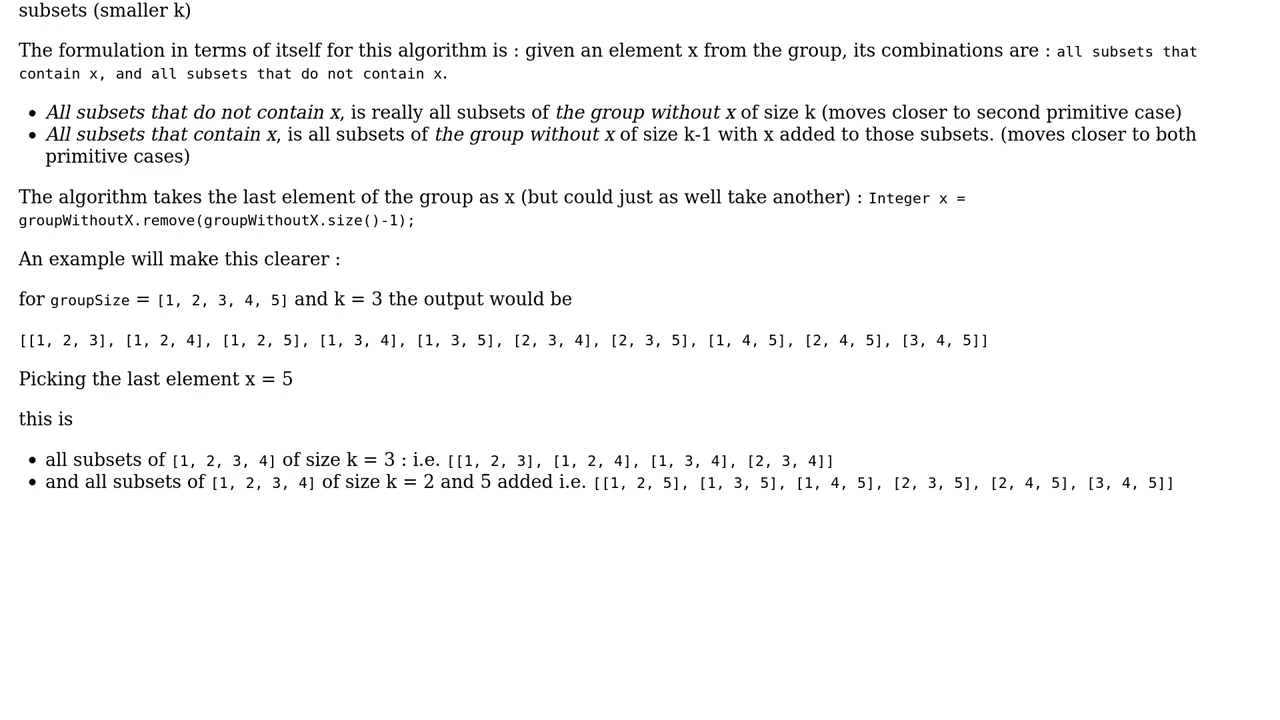 subsets (smaller k)
The formulation in terms of itself for this algorithm is : given an element x from the group, its combinations are : all subsets that
contain x, and all subsets that do not contain x.
• All subsets that do not contain x, is really all subsets of the group without x of size k (moves closer to second primitive case)
• All subsets that contain x, is all subsets of the group without x of size k-1 with x added to those subsets. (moves closer to both
primitive cases)
The algorithm takes the last element of the group as x (but could just as well take another) : Integer x =
groupWithoutX.remove(groupWithoutX.size()-1);
An example will make this clearer :
for groupSize = [1, 2, 3, 4, 5] and k = 3 the output would be
[[1, 2, 3], [1, 2, 4], [1, 2, 5], [1, 3, 4], [1, 3, 5], [2, 3, 4], [2, 3, 5], [1, 4, 5], [2, 4, 5], [3, 4, 5]]
Picking the last element x = 5
this is
• all subsets of [1, 2, 3, 4] of size k = 3 : i.e. [[1, 2, 3], [1, 2, 4], [1, 3, 4], [2, 3, 4]]
• and all subsets of [1, 2, 3, 4] of size k = 2 and 5 added i.e. [[1, 2, 5], [1, 3, 5], [1, 4, 5], [2, 3, 5], [2, 4, 5], [3, 4, 5]]